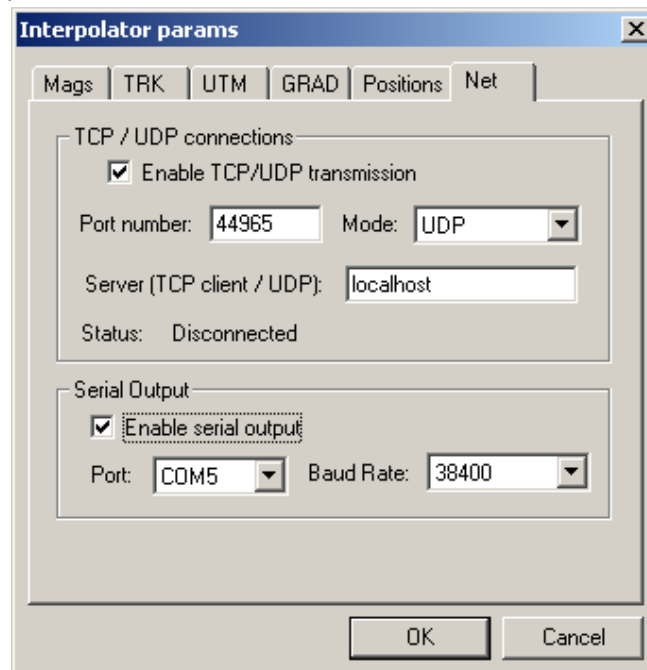 Interpolator params
Mags TRK UTM GRAD Positions Net
TCP / UDP connections
Enable TCP/UDP transmission
Port number: 44965 Mode: UDP
Server (TCP client / UDP): localhost
Status: Disconnected
Serial Output
Enable serial output
Port: COM5 Baud Rate: 38400
OK Cancel